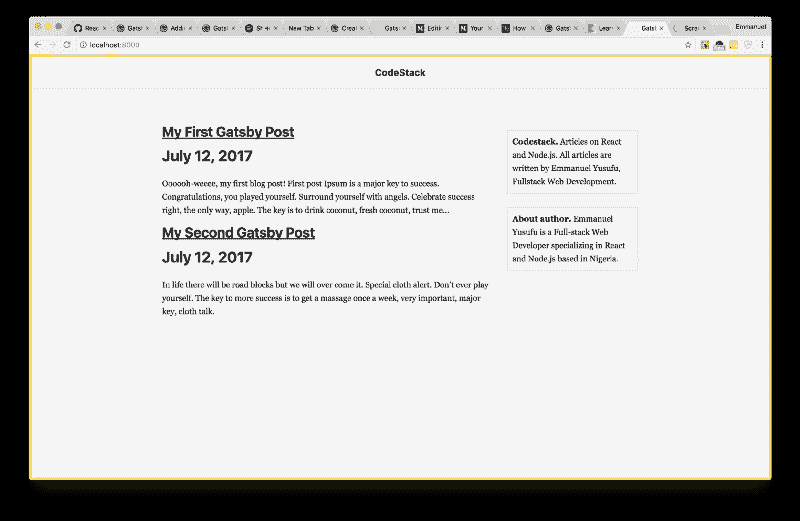 Reac
Gatsb
Addi
Gatsb
New Tab
Creat
Gats
Editin
Your
How
Gatsb
Learn
Gatsb
Scree
Emmanuel
localhost:8000
CodeStack
My First Gatsby Post
July 12, 2017
Oooooh-weeee, my first blog post! First post Ipsum is a major key to success.
Congratulations, you played yourself. Surround yourself with angels. Celebrate success
right, the only way, apple. The key is to drink coconut, fresh coconut, trust me...
My Second Gatsby Post
July 12, 2017
In life there will be road blocks but we will over come it. Special cloth alert. Don't ever play
yourself. The key to more success is to get a massage once a week, very important, major
key, cloth talk.
Codestack. Articles on React
and Node.js. All articles are
written by Emmanuel Yusufu,
Fullstack Web Development.
About author. Emmanuel
Yusufu is a Full-stack Web
Developer specializing in React
and Node.js based in Nigeria.